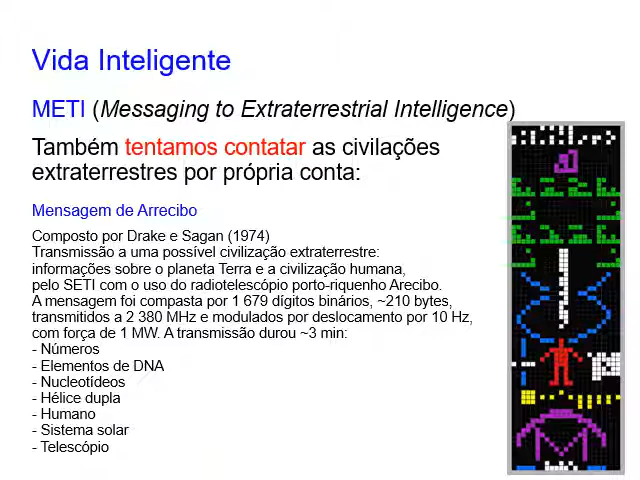 Vida Inteligente
METI (Messaging to Extraterrestrial Intelligence)
Também tentamos contatar as civilações
extraterrestres por própria conta:
Mensagem de Arrecibo
Composto por Drake e Sagan (1974)
Transmissão a uma possível civilização extraterrestre:
informações sobre o planeta Terra e a civilização humana,
pelo SETI com o uso do radiotelescópio porto-riquenho Arecibo.
A mensagem foi compasta por 1 679 dígitos binários, ~210 bytes,
transmitidos a 2 380 MHz e modulados por deslocamento por 10 Hz,
com força de 1 MW. A transmissão durou ~3 min:
- Números
- Elementos de DNA
- Nucleotídeos
- Hélice dupla
- Humano
- Sistema solar
- Telescópio